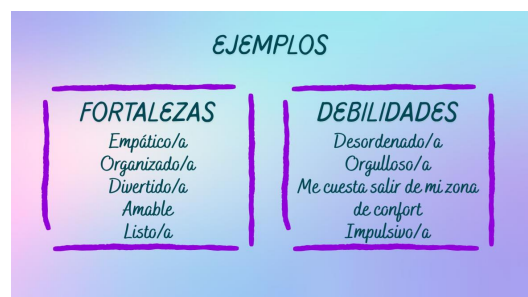 EJEMPLOS
FORTALEZAS
Empático/a
Organizado/a
Divertido/a
Amable
Listo/a
DEBILIDADES
Desordenado/a
Orgulloso/a
Me cuesta salir de mi zona
de confort
Impulsivo/a